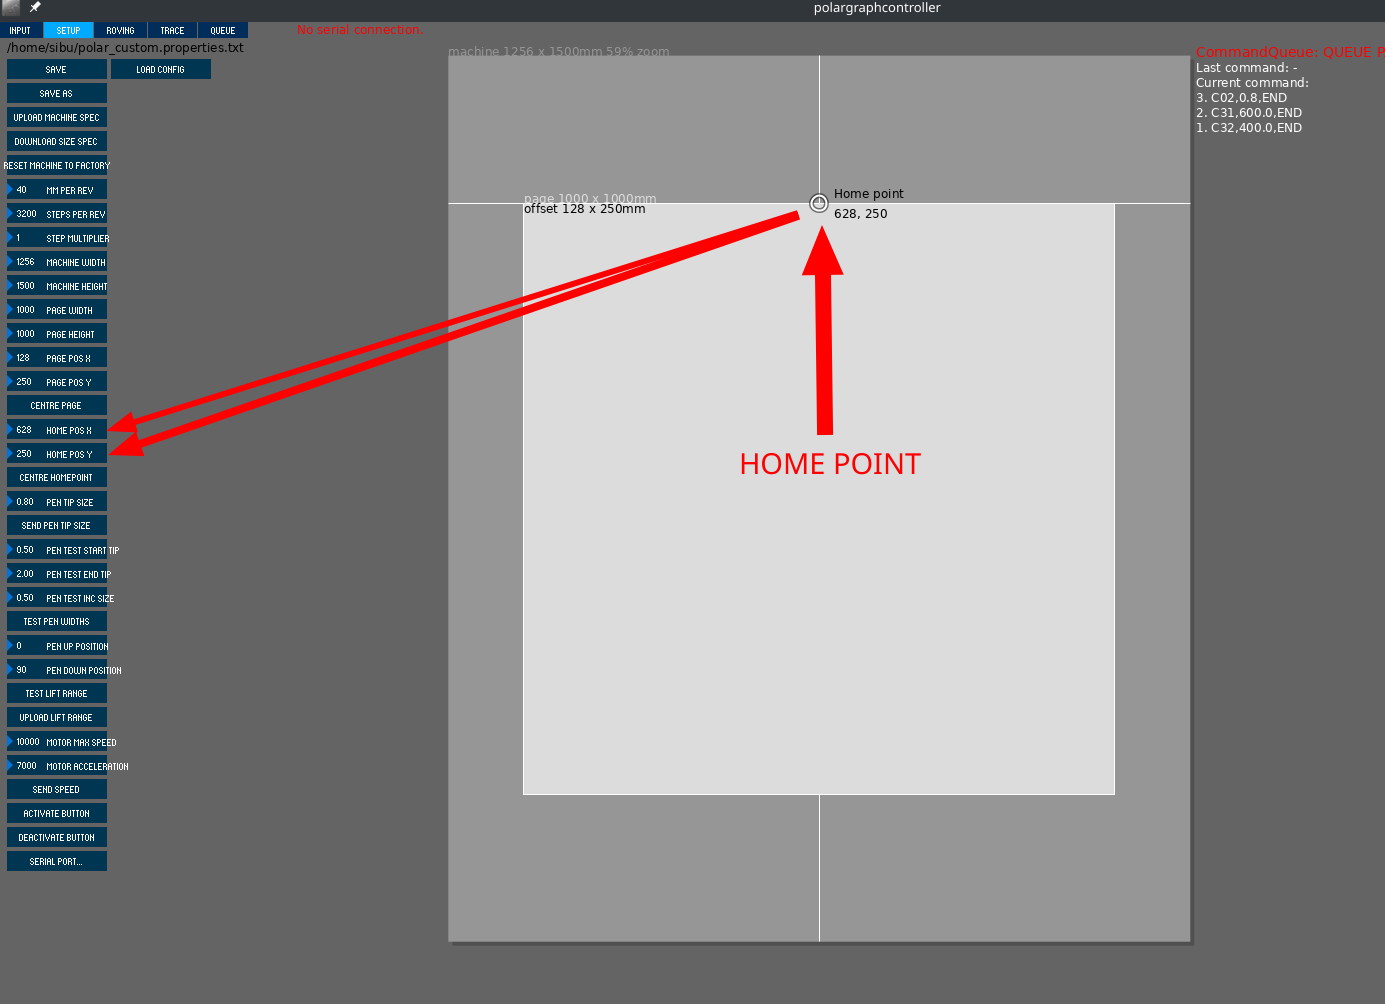 polargraphcontroller
INPUT SETUP ROVING TRACE QUEUE
No serial connection.
/home/sibu/polar_custom.properties.txt
SAVE LOAD CONFIG
SAVE AS
UPLOAD MACHINE SPEC
DOWNLOAD SIZE SPEC
RESET MACHINE TO FACTORY
40 MM PER REV
3200 STEPS PER REV
1 STEP MULTIPLIER
1256 MACHINE WIDTH
1500 MACHINE HEIGHT
1000 PAGE WIDTH
1000 PAGE HEIGHT
128 PAGE POS X
250 PAGE POS Y
CENTRE PAGE
628 HOME POS X
250 HOME POS Y
CENTRE HOMEPOINT
0.80 PEN TIP SIZE
SEND PEN TIP SIZE
0.50 PEN TEST START TIP
2.00 PEN TEST END TIP
0.50 PEN TEST INC SIZE
TEST PEN WIDTHS
0 PEN UP POSITION
90 PEN DOWN POSITION
TEST LIFT RANGE
UPLOAD LIFT RANGE
10000 MOTOR MAX SPEED
7000 MOTOR ACCELERATION
SEND SPEED
ACTIVATE BUTTON
DEACTIVATE BUTTON
SERIAL PORT...
machine 1256 x 1500mm 59% zoom
page 1000 x 1000mm
offset 128 x 250mm
Home point
628, 250
HOME POINT
CommandQueue: QUEUE P
Last command: -
Current command:
3. C02,0.8,END
2. C31,600.0,END
1. C32,400.0,END